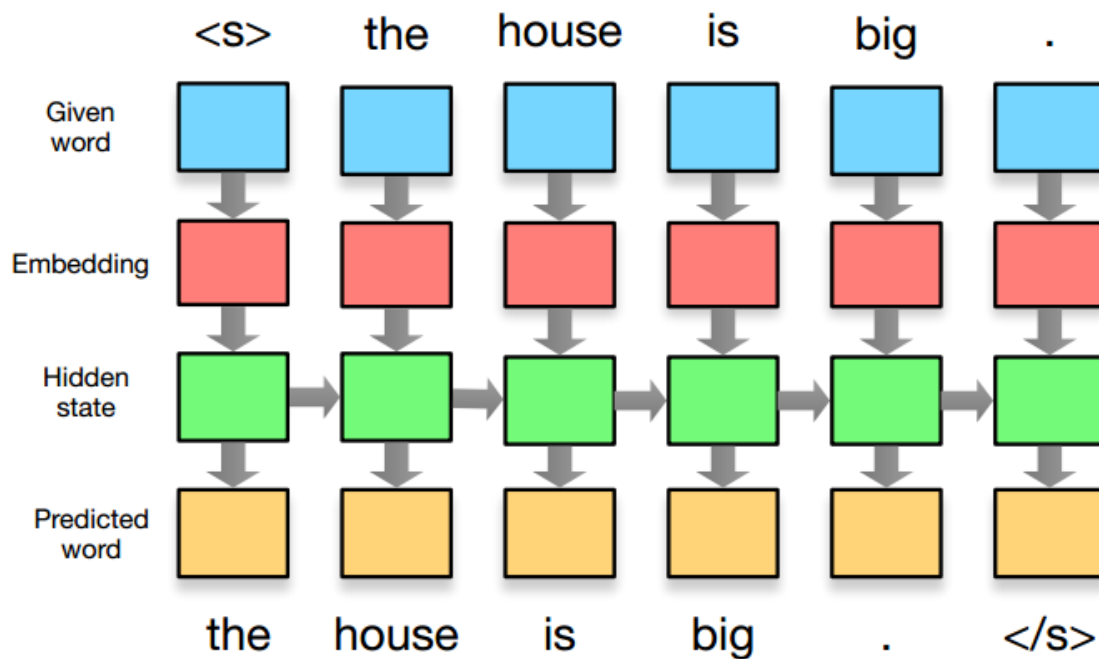 <s> the house is big .
Given
word
Embedding
Hidden
state
Predicted
word
the house is big . </s>